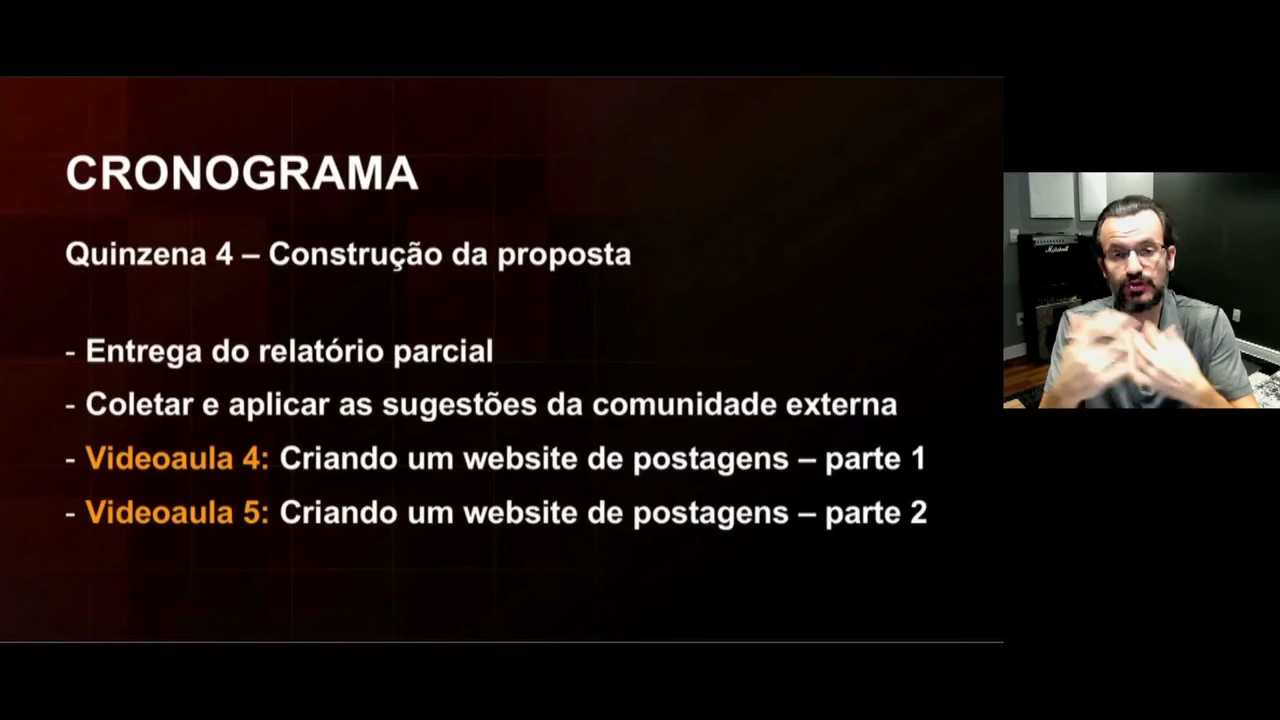 CRONOGRAMA
Quinzena 4 – Construção da proposta
- Entrega do relatório parcial
- Coletar e aplicar as sugestões da comunidade externa
- Videoaula 4: Criando um website de postagens – parte 1
- Videoaula 5: Criando um website de postagens – parte 2
Marshall